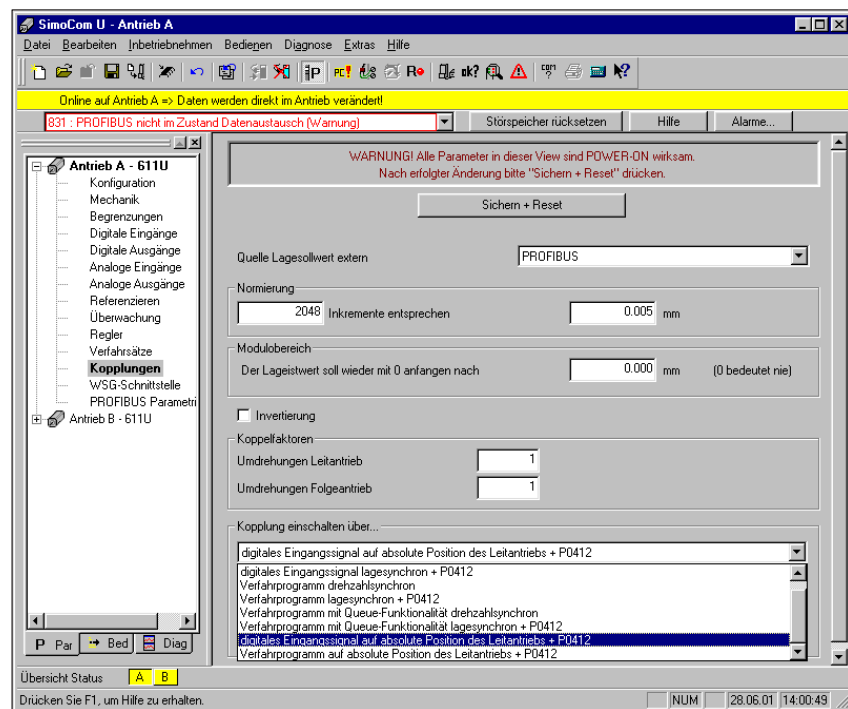 SimoCom U - Antrieb A
Datei Bearbeiten Inbetriebnehmen Bedienen Diagnose Extras Hilfe
Online auf Antrieb A => Daten werden direkt im Antrieb verändert!
831 : PROFIBUS nicht im Zustand Datenaustausch (Warnung)
Störspeicher rücksetzen
Hilfe
Alarme...
Antrieb A - 611U
Konfiguration
Mechanik
Begrenzungen
Digitale Eingänge
Digitale Ausgänge
Analoge Eingänge
Analoge Ausgänge
Referenzieren
Überwachung
Regler
Verfahrsätze
Kopplungen
WSG-Schnittstelle
PROFIBUS Parametri
Antrieb B - 611U
P Par
Bed
Diag
WARNUNG! Alle Parameter in dieser View sind POWER-ON wirksam.
Nach erfolgter Änderung bitte "Sichern + Reset" drücken.
Sichern + Reset
Quelle Lagesollwert extern PROFIBUS
Normierung
2048 Inkremente entsprechen 0.005 mm
Modulobereich
Der Lageistwert soll wieder mit 0 anfangen nach 0.000 mm (0 bedeutet nie)
Invertierung
Koppelfaktoren
Umdrehungen Leitantrieb 1
Umdrehungen Folgeantrieb 1
Kopplung einschalten über...
digitales Eingangssignal auf absolute Position des Leitantriebs + P0412
digitales Eingangssignal lagesynchron + P0412
Verfahrprogramm drehzahlsynchron
Verfahrprogramm lagesynchron + P0412
Verfahrprogramm mit Queue-Funktionalität drehzahlsynchron
Verfahrprogramm mit Queue-Funktionalität lagesynchron + P0412
digitales Eingangssignal auf absolute Position des Leitantriebs + P0412
Verfahrprogramm auf absolute Position des Leitantriebs + P0412
Übersicht Status A B
Drücken Sie F1, um Hilfe zu erhalten.
NUM 28.06.01 14:00:49